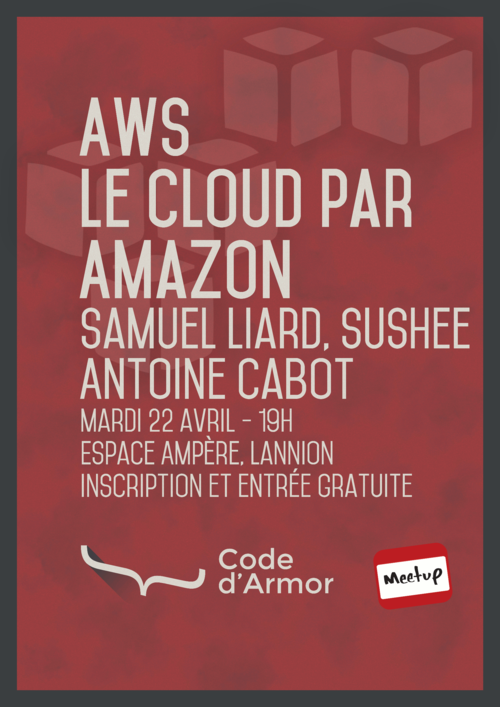 AWS
LE CLOUD PAR
AMAZON
SAMUEL LIARD, SUSHEE
ANTOINE CABOT
MARDI 22 AVRIL - 19H
ESPACE AMPÈRE, LANNION
INSCRIPTION ET ENTRÉE GRATUITE
Code
d'Armor
Meetup